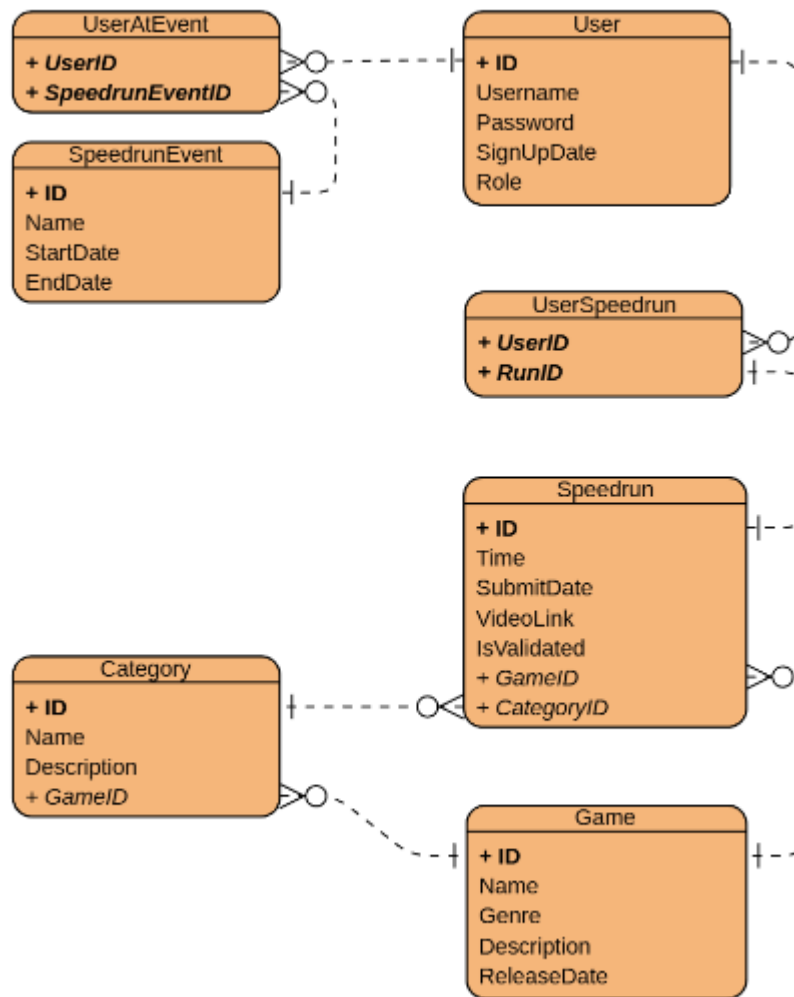 UserAtEvent
+ UserID
+ SpeedrunEventID
User
+ ID
Username
Password
SignUpDate
Role
SpeedrunEvent
+ ID
Name
StartDate
EndDate
UserSpeedrun
+ UserID
+ RunID
Speedrun
+ ID
Time
SubmitDate
VideoLink
IsValidated
+ GameID
+ CategoryID
Category
+ ID
Name
Description
+ GameID
Game
+ ID
Name
Genre
Description
ReleaseDate